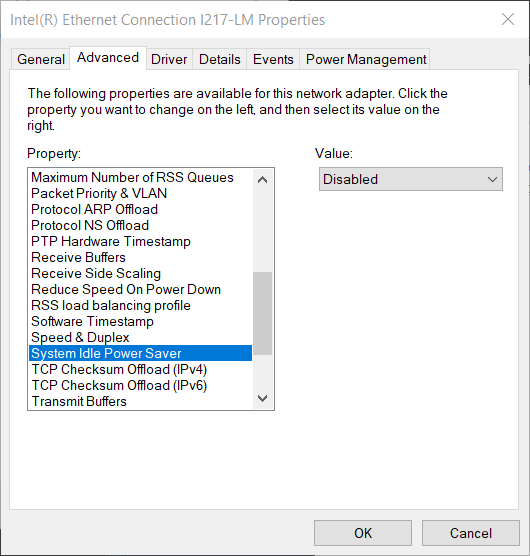 Intel(R) Ethernet Connection I217-LM Properties
General Advanced Driver Details Events Power Management
The following properties are available for this network adapter. Click the
property you want to change on the left, and then select its value on the
right.
Property:
Value:
Maximum Number of RSS Queues
Packet Priority & VLAN
Protocol ARP Offload
Protocol NS Offload
PTP Hardware Timestamp
Receive Buffers
Receive Side Scaling
Reduce Speed On Power Down
RSS load balancing profile
Software Timestamp
Speed & Duplex
System Idle Power Saver
TCP Checksum Offload (IPv4)
TCP Checksum Offload (IPv6)
Transmit Buffers
Disabled
OK
Cancel